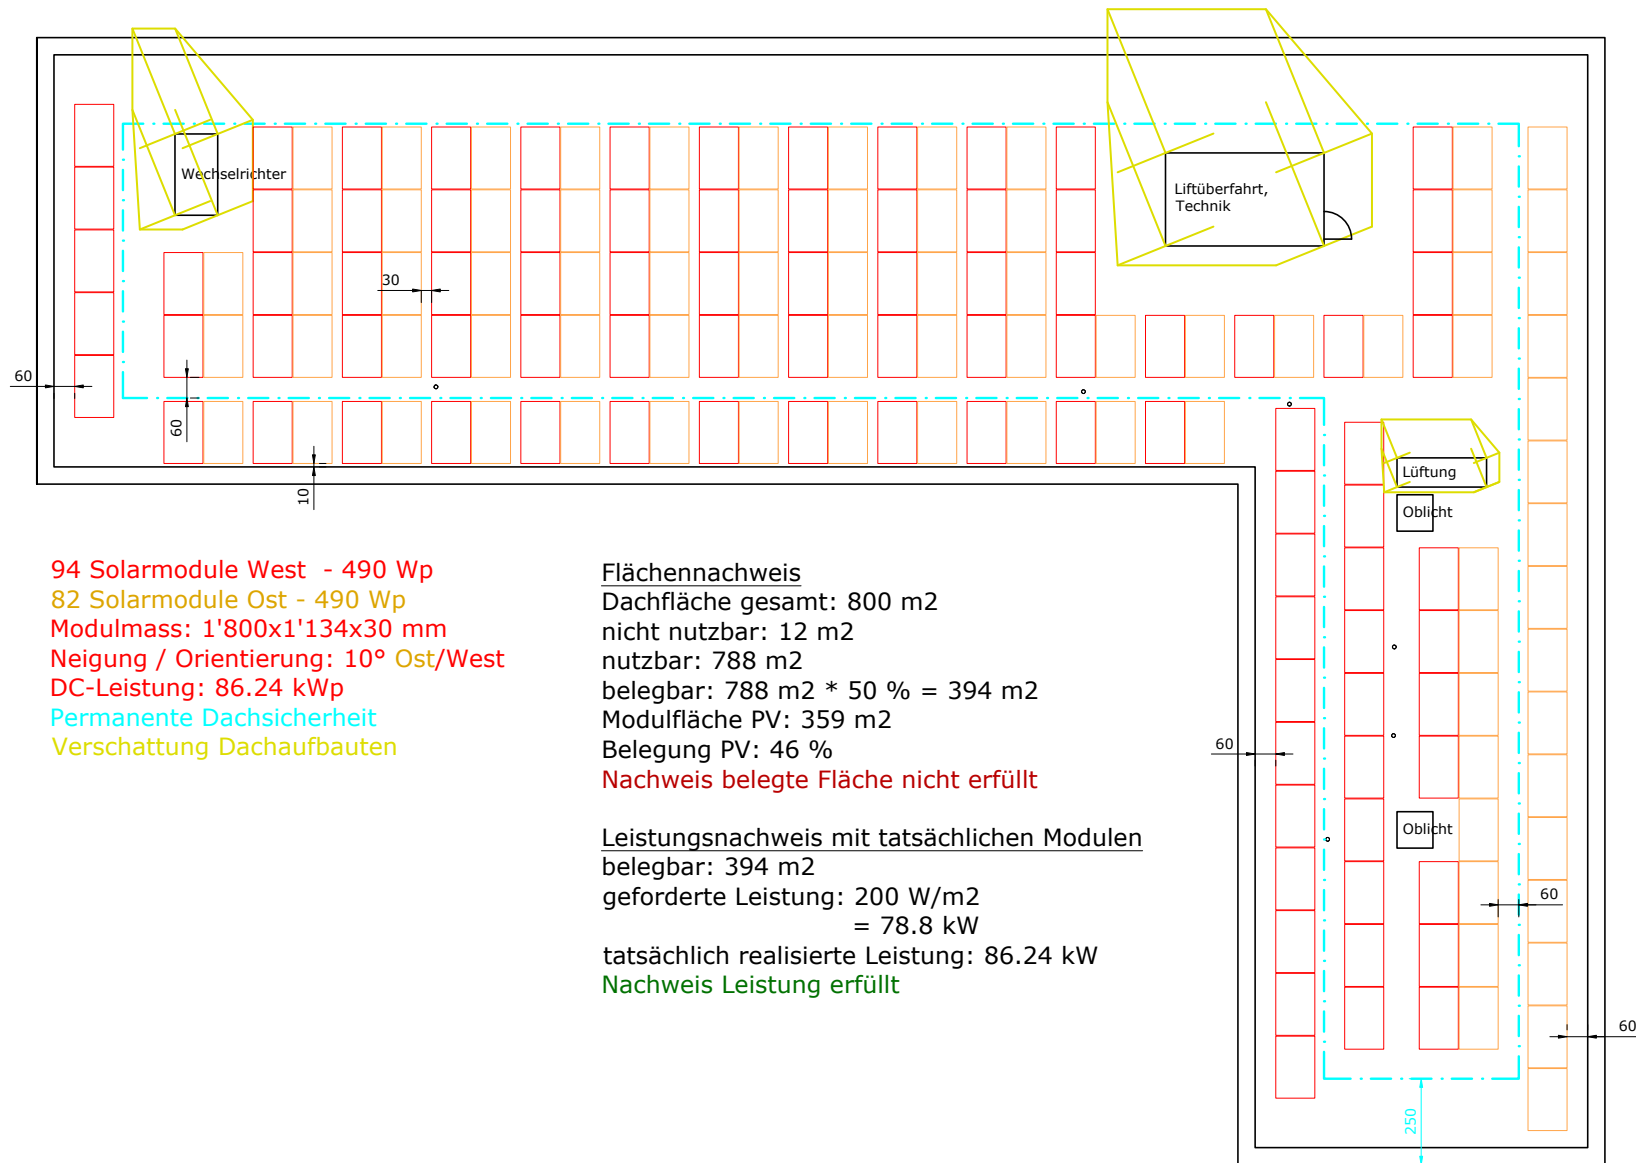 Wechselrichter
Liftüberfahrt,
Technik
30
60
60
10
Lüftung
Oblicht
94 Solarmodule West - 490 Wp
82 Solarmodule Ost - 490 Wp
Modulmass: 1'800x1'134x30 mm
Neigung / Orientierung: 10° Ost/West
DC-Leistung: 86.24 kWp
Permanente Dachsicherheit
Verschattung Dachaufbauten
Flächennachweis
Dachfläche gesamt: 800 m2
nicht nutzbar: 12 m2
nutzbar: 788 m2
belegbar: 788 m2 * 50 % = 394 m2
Modulfläche PV: 359 m2
Belegung PV: 46 %
Nachweis belegte Fläche nicht erfüllt
Leistungsnachweis mit tatsächlichen Modulen
belegbar: 394 m2
geforderte Leistung: 200 W/m2
= 78.8 kW
tatsächlich realisierte Leistung: 86.24 kW
Nachweis Leistung erfüllt
60
Oblicht
60
60
250